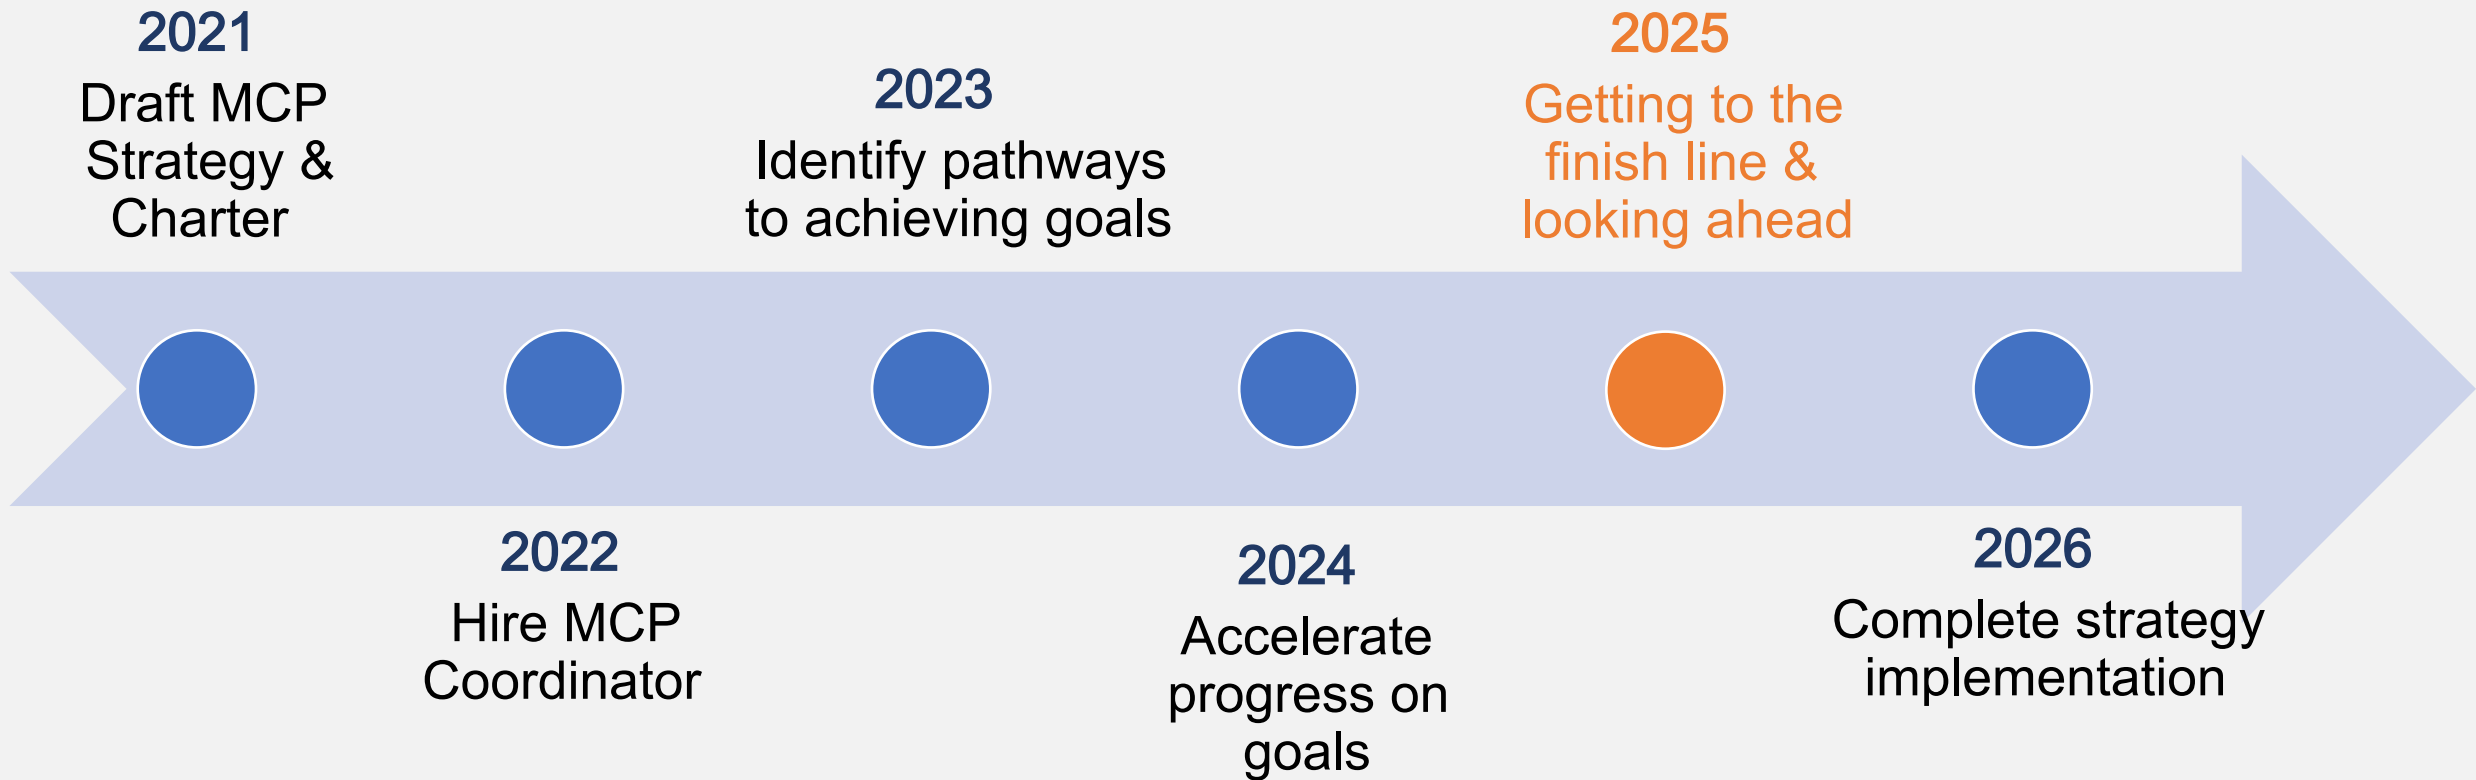 2021
Draft MCP
Strategy &
Charter
2022
Hire MCP
Coordinator
2023
Identify pathways
to achieving goals
2024
Accelerate
progress on
goals
2025
Getting to the
finish line &
looking ahead
2026
Complete strategy
implementation